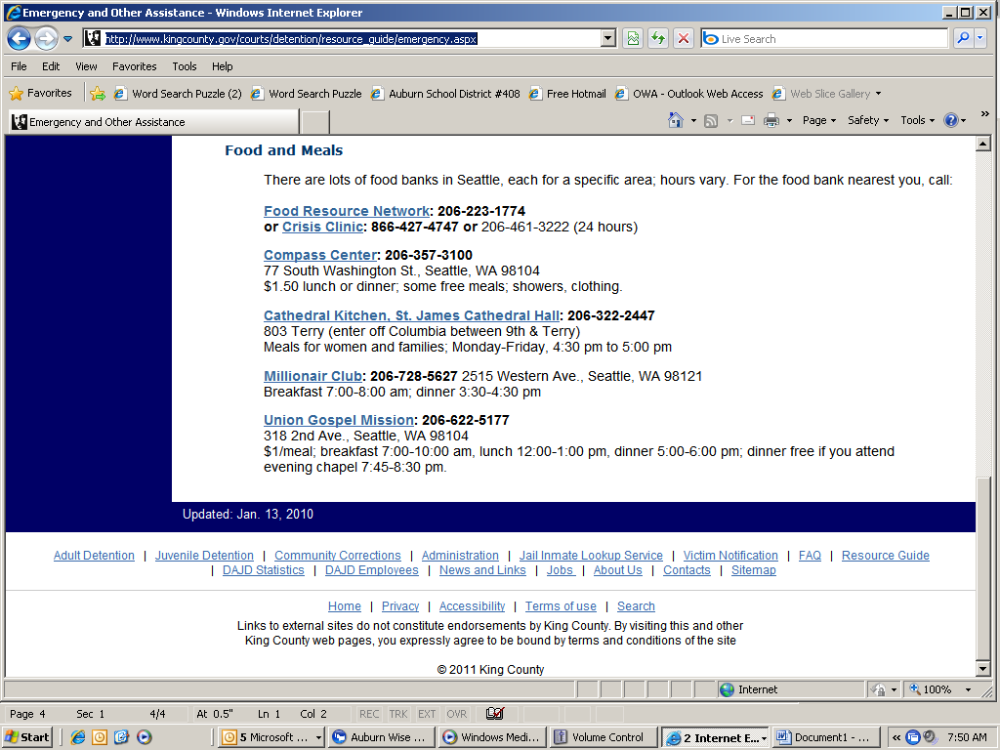 Emergency and Other Assistance - Windows Internet Explorer
http://www.kingcounty.gov/courts/detention/resource_guide/emergency.aspx
Live Search
File Edit View Favorites Tools Help
Favorites Word Search Puzzle (2) Word Search Puzzle Auburn School District #408 Free Hotmail OWA - Outlook Web Access Web Slice Gallery
Emergency and Other Assistance
Page Safety Tools »
Food and Meals
There are lots of food banks in Seattle, each for a specific area; hours vary. For the food bank nearest you, call:
Food Resource Network: 206-223-1774
or Crisis Clinic: 866-427-4747 or 206-461-3222 (24 hours)
Compass Center: 206-357-3100
77 South Washington St., Seattle, WA 98104
$1.50 lunch or dinner; some free meals; showers, clothing.
Cathedral Kitchen, St. James Cathedral Hall: 206-322-2447
803 Terry (enter off Columbia between 9th & Terry)
Meals for women and families; Monday-Friday, 4:30 pm to 5:00 pm
Millionair Club: 206-728-5627 2515 Western Ave., Seattle, WA 98121
Breakfast 7:00-8:00 am; dinner 3:30-4:30 pm
Union Gospel Mission: 206-622-5177
318 2nd Ave., Seattle, WA 98104
$1/meal; breakfast 7:00-10:00 am, lunch 12:00-1:00 pm, dinner 5:00-6:00 pm; dinner free if you attend
evening chapel 7:45-8:30 pm.
Updated: Jan. 13, 2010
Adult Detention | Juvenile Detention | Community Corrections | Administration | Jail Inmate Lookup Service | Victim Notification | FAQ | Resource Guide
| DAJD Statistics | DAJD Employees | News and Links | Jobs | About Us | Contacts | Sitemap
Home | Privacy | Accessibility | Terms of use | Search
Links to external sites do not constitute endorsements by King County. By visiting this and other
King County web pages, you expressly agree to be bound by terms and conditions of the site
© 2011 King County
Internet 100%
Page 4 Sec 1 4/4 At 0.5" Ln 1 Col 2 REC TRK EXT OVR
Start 5 Microsoft ... Auburn Wise ... Windows Medi... Volume Control 2 Internet E... Document1 - ... « 7:50 AM